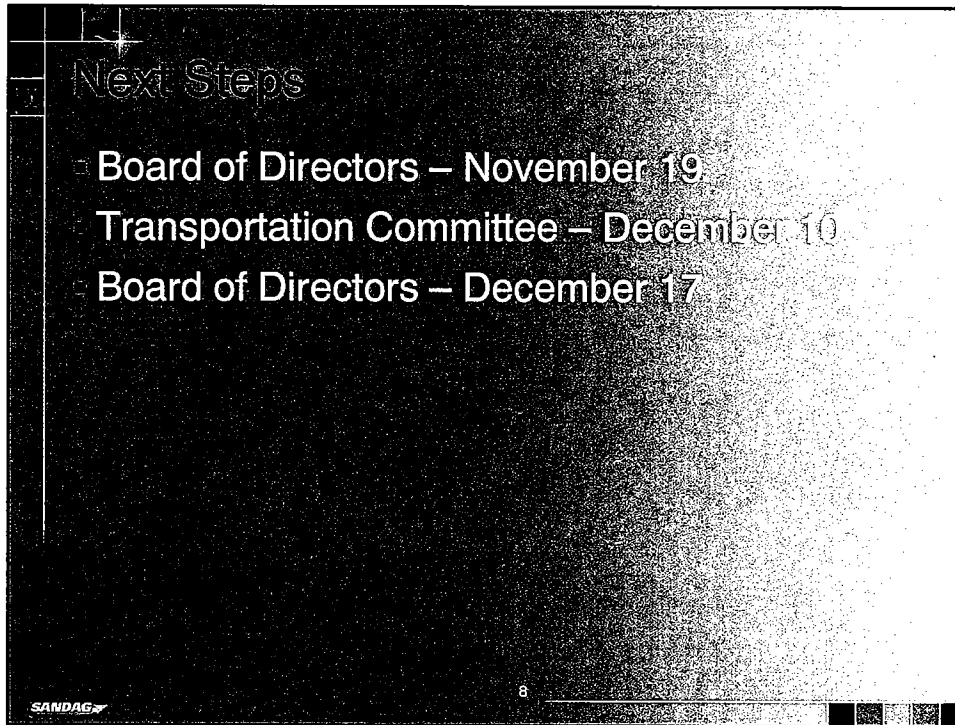 Next Steps
Board of Directors – November 19
Transportation Committee – December 10
Board of Directors – December 17
8
SANDAG